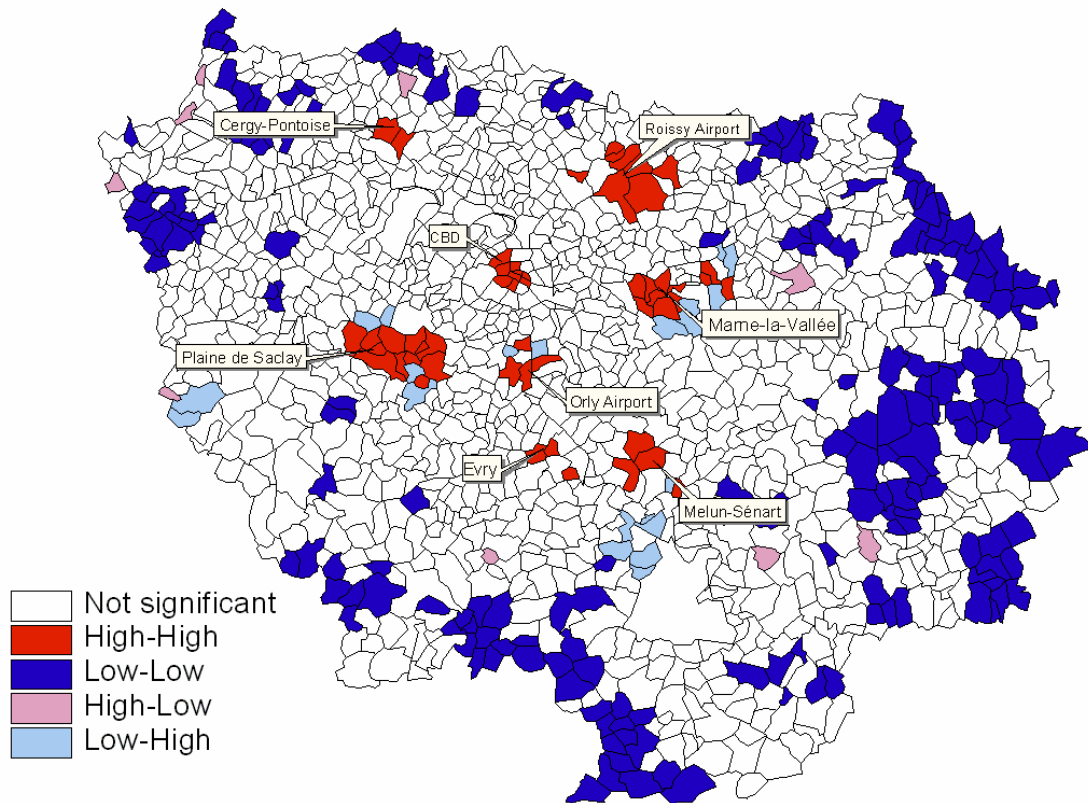 Cergy-Pontoise
Roissy Airport
CBD
Marne-la-Vallée
Plaine de Saclay
Orly Airport
Evry
Melun-Sénart
Not significant
High-High
Low-Low
High-Low
Low-High